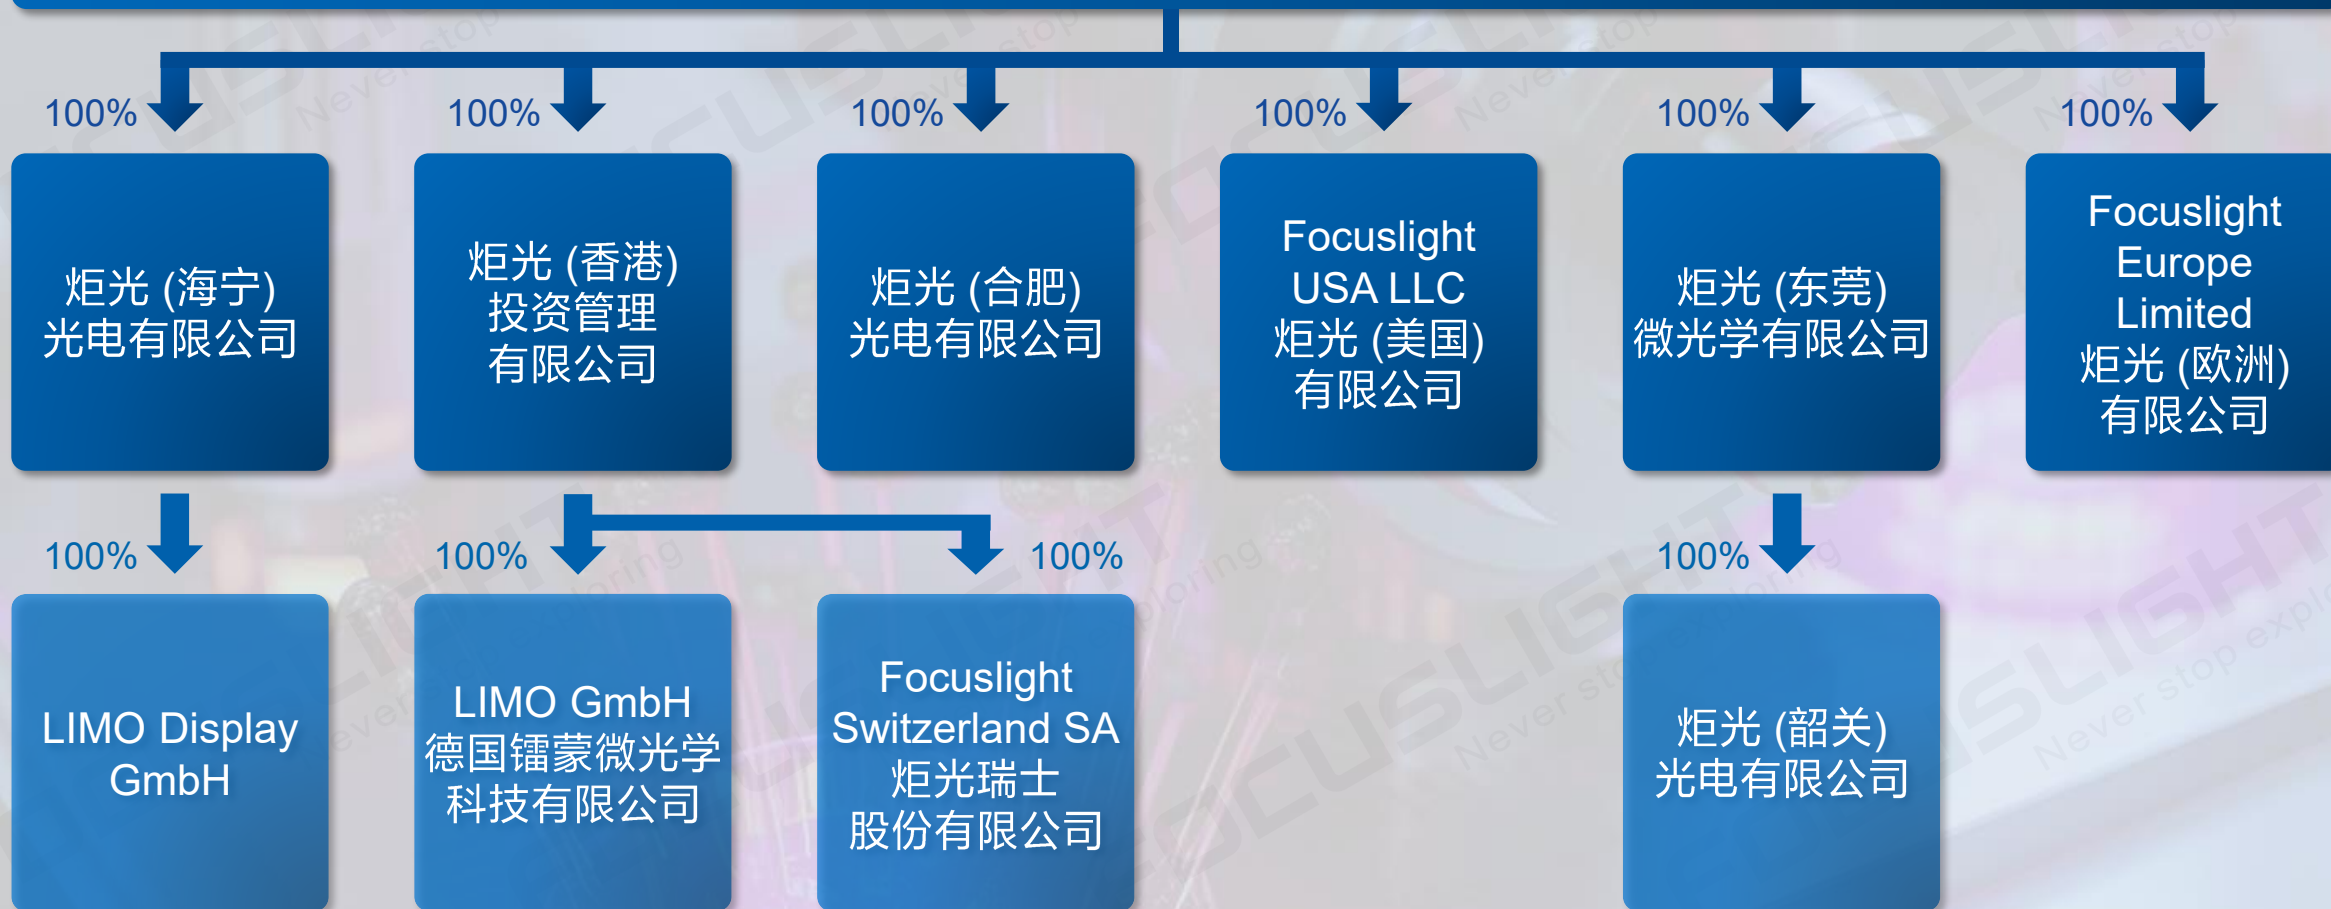 100%
100%
100%
100%
100%
100%
炬光 (海宁)
光电有限公司
炬光 (香港)
投资管理
有限公司
炬光 (合肥)
光电有限公司
Focuslight
USA LLC
炬光 (美国)
有限公司
炬光 (东莞)
微光学有限公司
Focuslight
Europe
Limited
炬光 (欧洲)
有限公司
100%
100%
100%
100%
LIMO Display
GmbH
LIMO GmbH
德国镭蒙微光学
科技有限公司
Focuslight
Switzerland SA
炬光瑞士
股份有限公司
炬光 (韶关)
光电有限公司